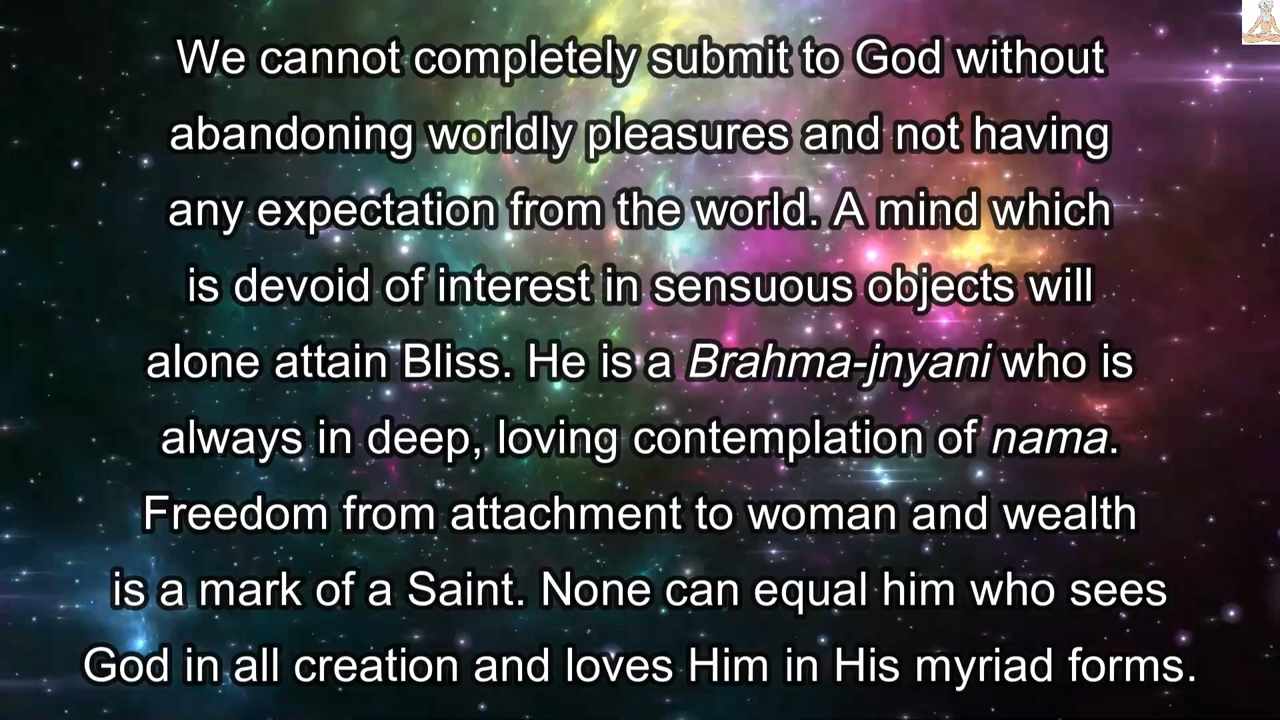 We cannot completely submit to God without
abandoning worldly pleasures and not having
any expectation from the world. A mind which
is devoid of interest in sensuous objects will
alone attain Bliss. He is a Brahma-jnyani who is
always in deep, loving contemplation of nama.
Freedom from attachment to woman and wealth
is a mark of a Saint. None can equal him who sees
God in all creation and loves Him in His myriad forms.